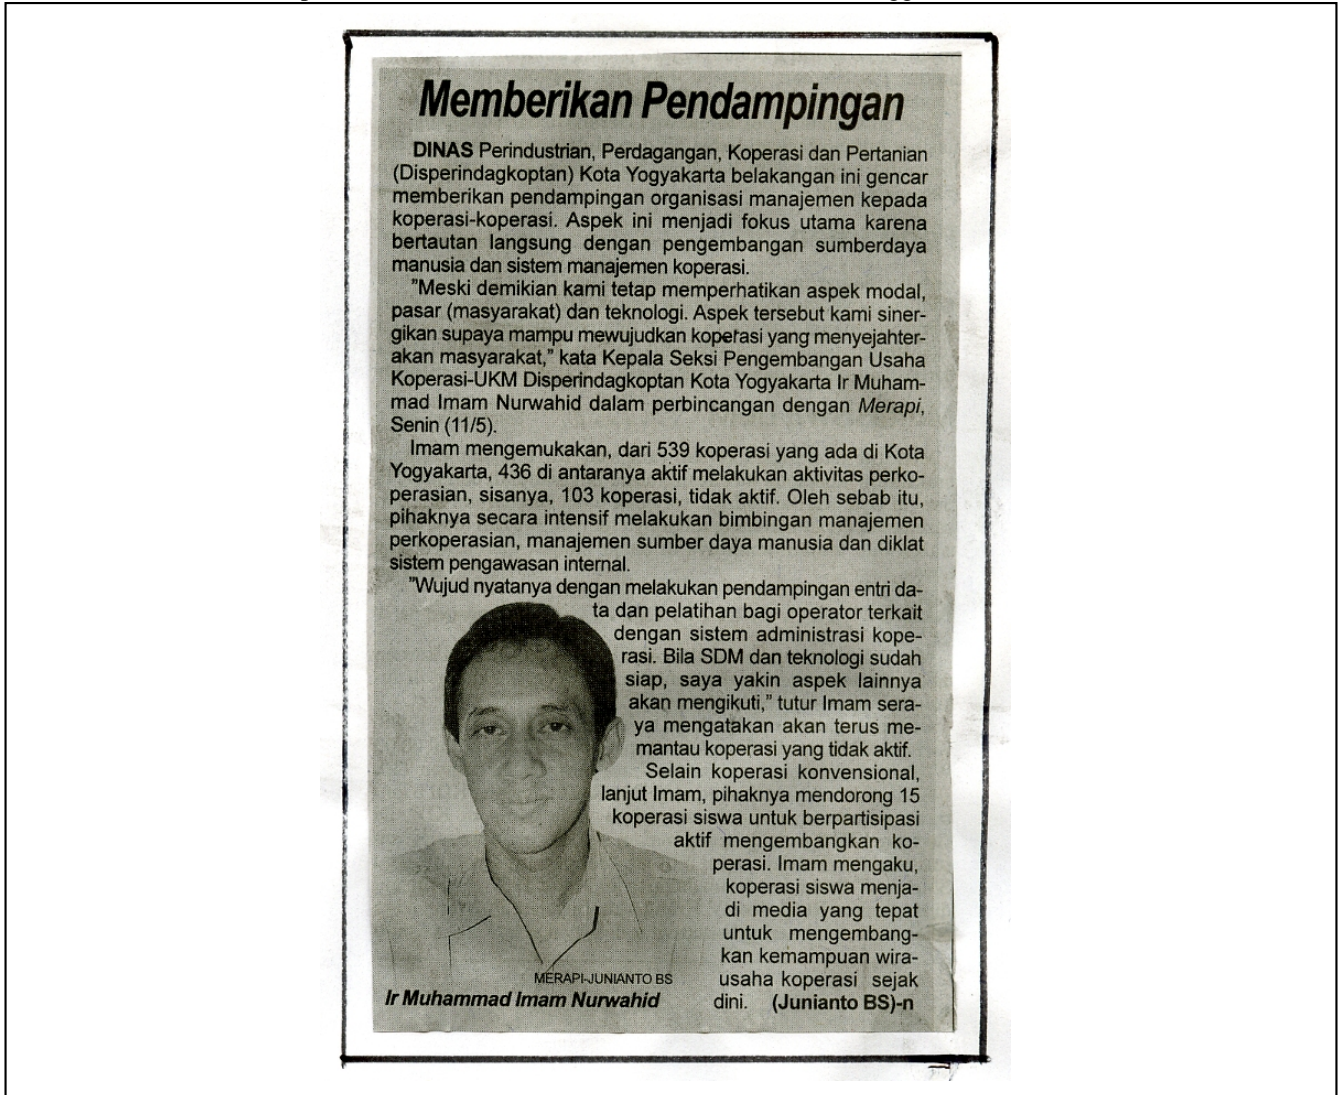 Memberikan Pendampingan
DINAS Perindustrian, Perdagangan, Koperasi dan Pertanian
(Disperindagkoptan) Kota Yogyakarta belakangan ini gencar
memberikan pendampingan organisasi manajemen kepada
koperasi-koperasi. Aspek ini menjadi fokus utama karena
bertautan langsung dengan pengembangan sumberdaya
manusia dan sistem manajemen koperasi.
"Meski demikian kami tetap memperhatikan aspek modal,
pasar (masyarakat) dan teknologi. Aspek tersebut kami siner-
gikan supaya mampu mewujudkan koperasi yang menyejahter-
akan masyarakat," kata Kepala Seksi Pengembangan Usaha
Koperasi-UKM Disperindagkoptan Kota Yogyakarta Ir Muham-
mad Imam Nurwahid dalam perbincangan dengan Merapi,
Senin (11/5).
Imam mengemukakan, dari 539 koperasi yang ada di Kota
Yogyakarta, 436 di antaranya aktif melakukan aktivitas perko-
perasian, sisanya, 103 koperasi, tidak aktif. Oleh sebab itu,
pihaknya secara intensif melakukan bimbingan manajemen
perkoperasian, manajemen sumber daya manusia dan diklat
sistem pengawasan internal.
"Wujud nyatanya dengan melakukan pendampingan entri da-
ta dan pelatihan bagi operator terkait
dengan sistem administrasi kope-
rasi. Bila SDM dan teknologi sudah
siap, saya yakin aspek lainnya
akan mengikuti," tutur Imam sera-
ya mengatakan akan terus me-
mantau koperasi yang tidak aktif.
Selain koperasi konvensional,
lanjut Imam, pihaknya mendorong 15
koperasi siswa untuk berpartisipasi
aktif mengembangkan ko-
perasi. Imam mengaku,
koperasi siswa menja-
di media yang tepat
untuk mengembang-
kan kemampuan wira-
usaha koperasi sejak
dini. (Junianto BS)-n
MERAPI-JUNIANTO BS
Ir Muhammad Imam Nurwahid